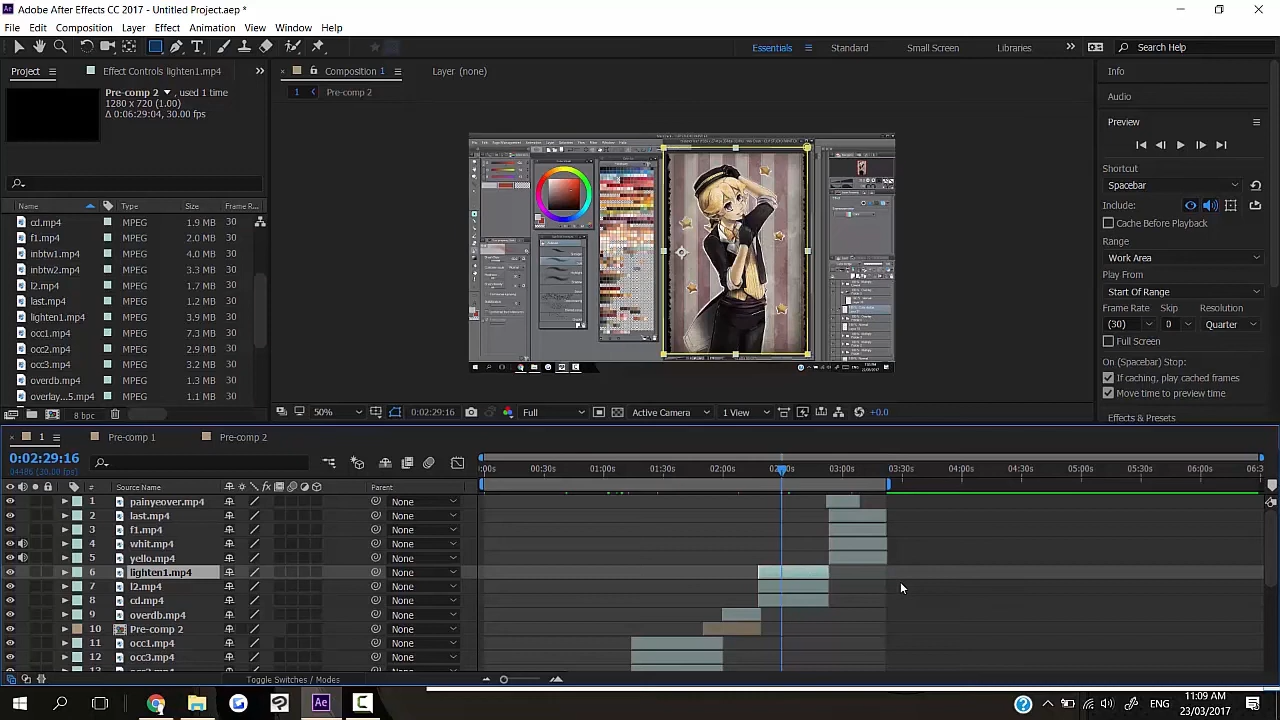 Adobe After Effects CC 2017 - Untitled Project.aep *
File Edit Composition Layer Effect Animation View Window Help
Essentials Standard Small Screen Libraries Search Help
Project Effect Controls lighten1.mp4
Composition 1 Layer (none)
1 Pre-comp 2
Pre-comp 2 , used 1 time
1280 x 720 (1.00)
Δ 0:06:29:04, 30.00 fps
Name Type Size Frame R...
cd.mp4 MPEG 1.1 MB 30
f1.mp4 MPEG 2.0 MB 30
inbtw1.mp4 MPEG 4.0 MB 30
inbtw2.mp4 MPEG 3.3 MB 30
l2.mp4 MPEG 1.7 MB 30
last.mp4 MPEG 3.6 MB 30
lighten1.mp4 MPEG 1.9 MB 30
occ1.mp4 MPEG 2.4 MB 30
occ2.mp4 MPEG 2.9 MB 30
occ3.mp4 MPEG 3.2 MB 30
overdb.mp4 MPEG 1.6 MB 30
overlay...5.mp4 MPEG 1.1 MB 30
8 bpc
50% 0:02:29:16 Full Active Camera 1 View +0.0
Info
Audio
Preview
Shortcut
Spacebar
Include:
Cache Before Playback
Range
Work Area
Play From
Start Of Range
Frame Rate Skip Resolution
(30) 0 Quarter
Full Screen
On (Spacebar) Stop:
If caching, play cached frames
Move time to preview time
Effects & Presets
1 Pre-comp 1 Pre-comp 2
0:02:29:16
04486 (30.00 fps)
:00s 00:30s 01:00s 01:30s 02:00s 03:00s 03:30s 04:00s 04:30s 05:00s 05:30s 06:00s 06:3
# Source Name Parent
1 painyeover.mp4 None
2 last.mp4 None
3 f1.mp4 None
4 whit.mp4 None
5 yello.mp4 None
6 lighten1.mp4 None
7 l2.mp4 None
8 cd.mp4 None
9 overdb.mp4 None
10 Pre-comp 2 None
11 occ1.mp4 None
12 occ3.mp4 None
Toggle Switches / Modes
ENG
11:09 AM
23/03/2017